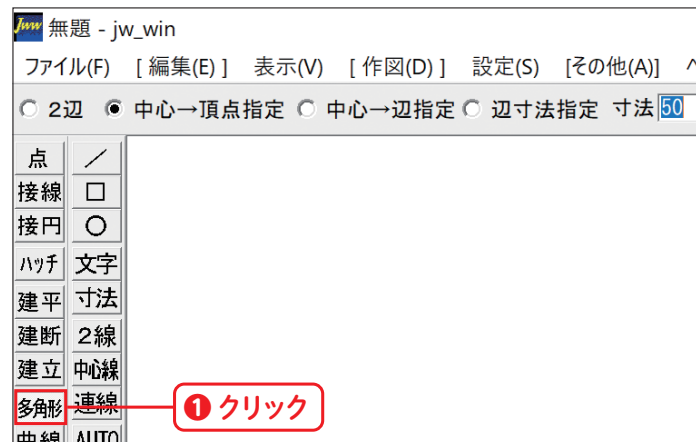 Jww 無題 - jw_win
ファイル(F) [ 編集(E) ] 表示(V) [ 作図(D) ] 設定(S) [その他(A)]
2辺 中心→頂点指定 中心→辺指定 辺寸法指定 寸法 50
点 ／
接線 □
接円 ○
ハッチ 文字
建平 寸法
建断 2線
建立 中心線
多角形 連線
❶ クリック
曲線 AUTO